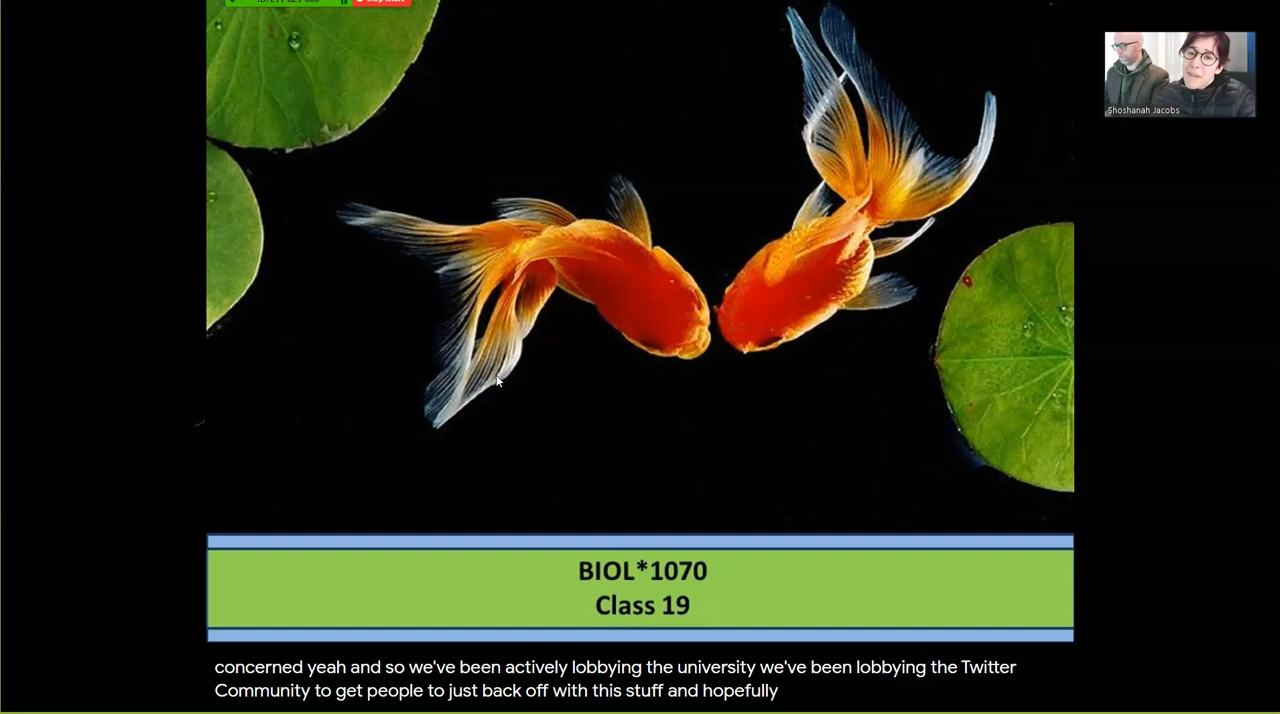 Shoshanah Jacobs
BIOL*1070
Class 19
concerned yeah and so we've been actively lobbying the university we've been lobbying the Twitter
Community to get people to just back off with this stuff and hopefully